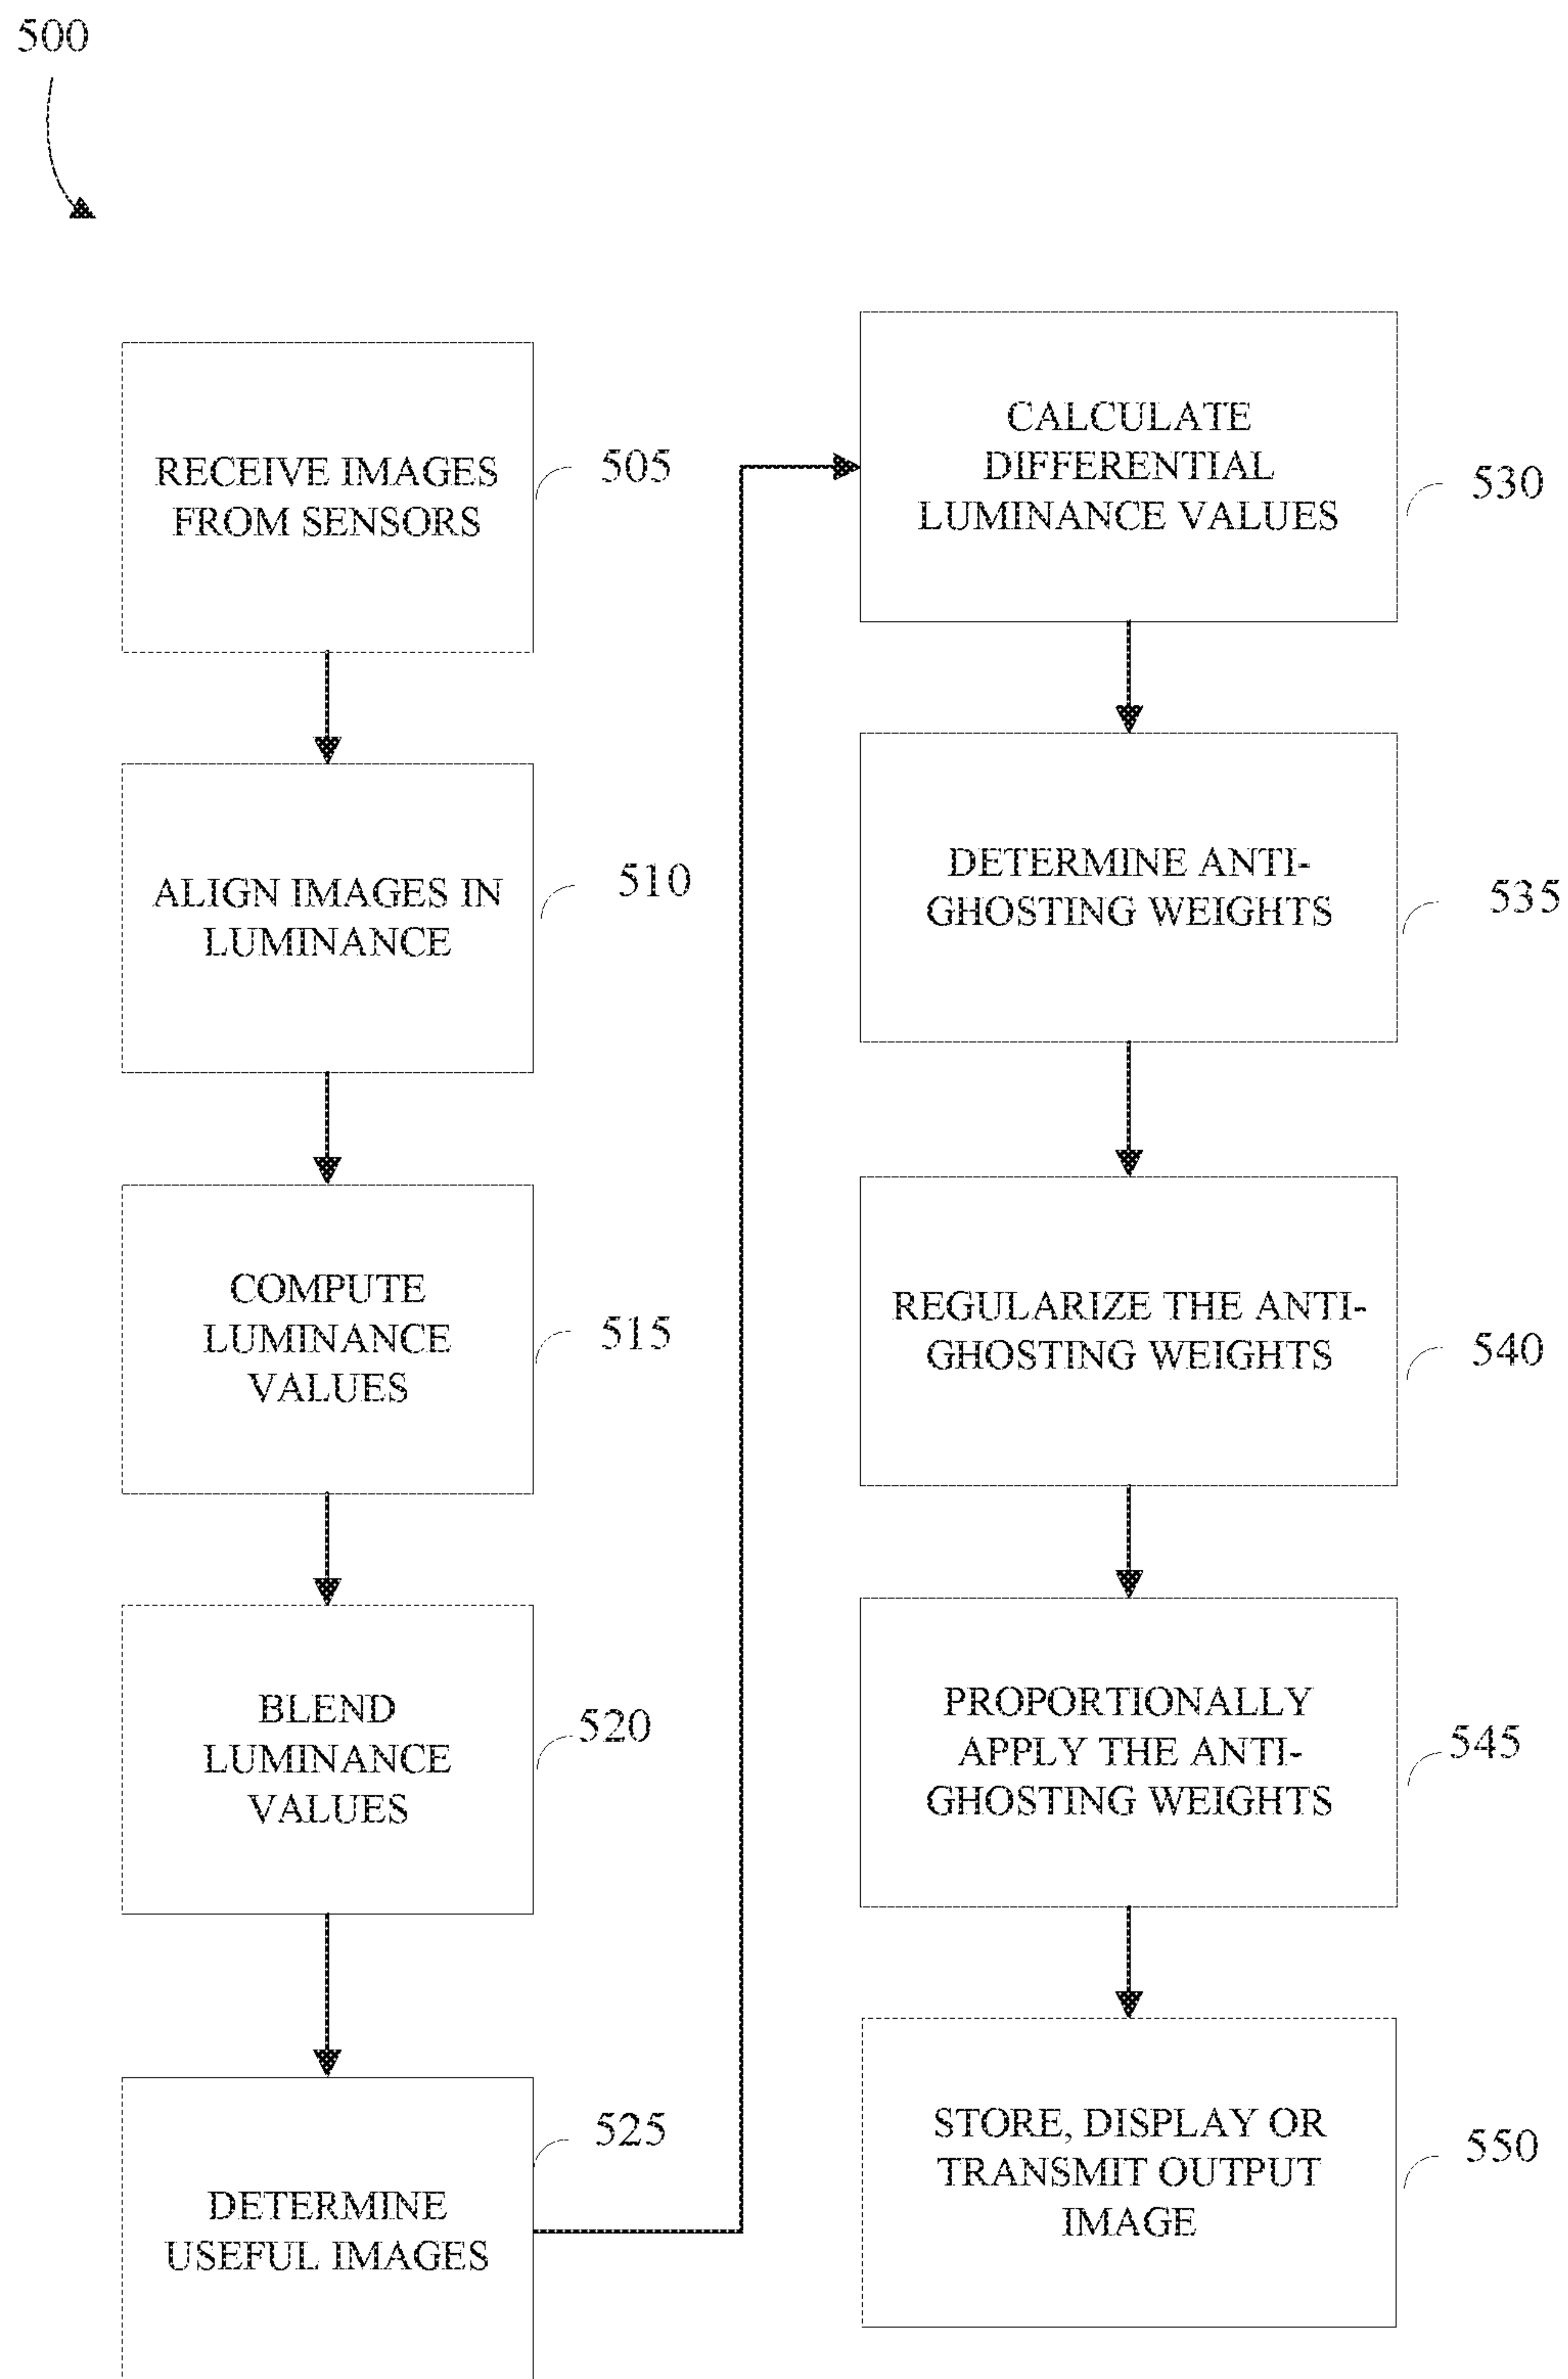 500
RECEIVE IMAGES
FROM SENSORS
505
ALIGN IMAGES IN
LUMINANCE
510
COMPUTE
LUMINANCE
VALUES
515
BLEND
LUMINANCE
VALUES
520
DETERMINE
USEFUL IMAGES
525
CALCULATE
DIFFERENTIAL
LUMINANCE VALUES
530
DETERMINE ANTI-
GHOSTING WEIGHTS
535
REGULARIZE THE ANTI-
GHOSTING WEIGHTS
540
PROPORTIONALLY
APPLY THE ANTI-
GHOSTING WEIGHTS
545
STORE, DISPLAY OR
TRANSMIT OUTPUT
IMAGE
550